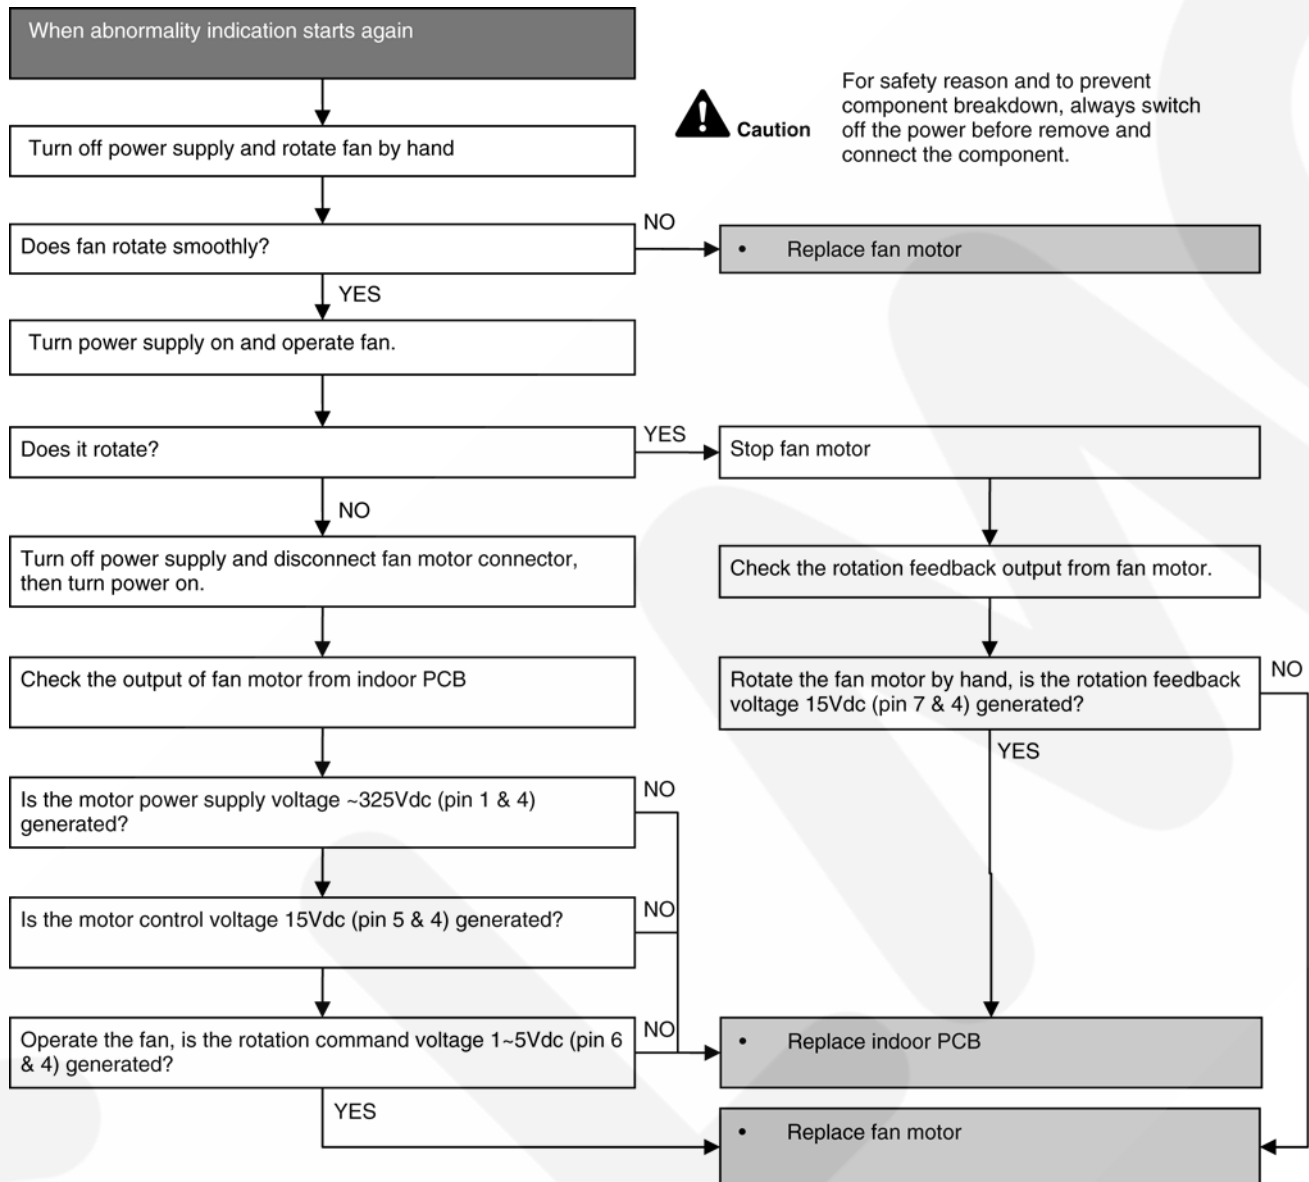 When abnormality indication starts again
For safety reason and to prevent
component breakdown, always switch
off the power before remove and
connect the component.
Caution
Turn off power supply and rotate fan by hand
Does fan rotate smoothly?
NO
• Replace fan motor
YES
Turn power supply on and operate fan.
Does it rotate?
YES
Stop fan motor
NO
Turn off power supply and disconnect fan motor connector,
then turn power on.
Check the rotation feedback output from fan motor.
Check the output of fan motor from indoor PCB
Rotate the fan motor by hand, is the rotation feedback
voltage 15Vdc (pin 7 & 4) generated?
NO
YES
Is the motor power supply voltage ~325Vdc (pin 1 & 4)
generated?
NO
Is the motor control voltage 15Vdc (pin 5 & 4) generated?
NO
Operate the fan, is the rotation command voltage 1~5Vdc (pin 6
& 4) generated?
NO
• Replace indoor PCB
YES
• Replace fan motor